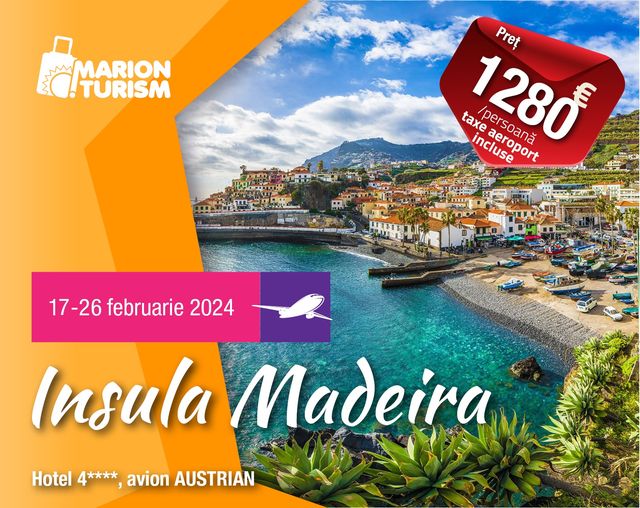 MARION
TURISM
Preț
1280€
/persoană
taxe aeroport
incluse
17-26 februarie 2024
Insula Madeira
Hotel 4****, avion AUSTRIAN